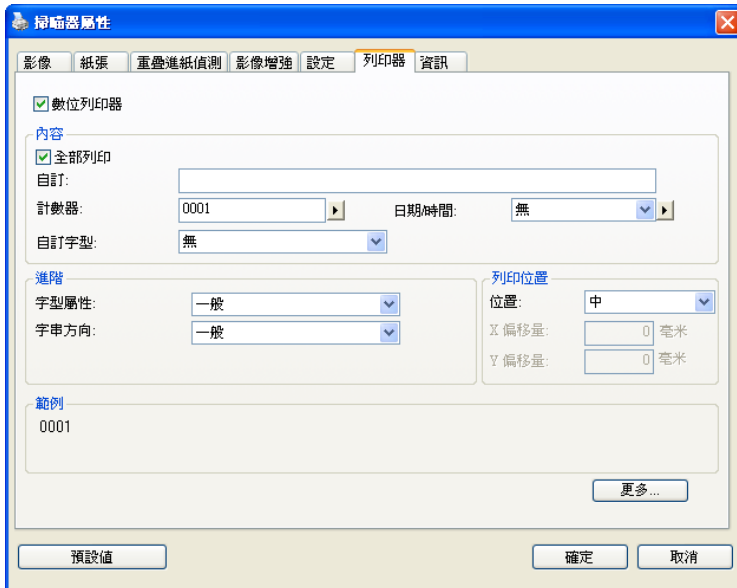 掃瞄器屬性
影像 紙張 重疊進紙偵測 影像增強 設定 列印器 資訊
數位列印器
內容
全部列印
自訂:
計數器: 0001 日期/時間: 無
自訂字型: 無
進階 列印位置
字型屬性: 一般 位置: 中
字串方向: 一般 X 偏移量: 0 毫米
Y 偏移量: 0 毫米
範例
0001
更多...
預設值 確定 取消